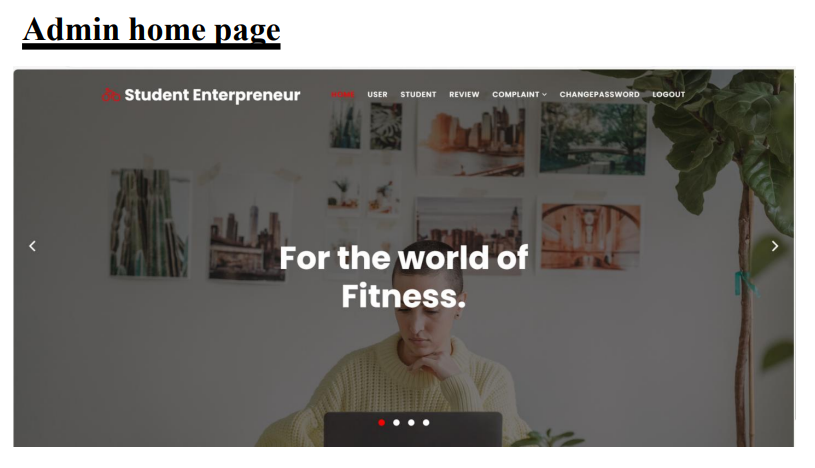 Admin home page
Student Enterpreneur HOME USER STUDENT REVIEW COMPLAINT CHANGEPASSWORD LOGOUT
For the world of
Fitness.